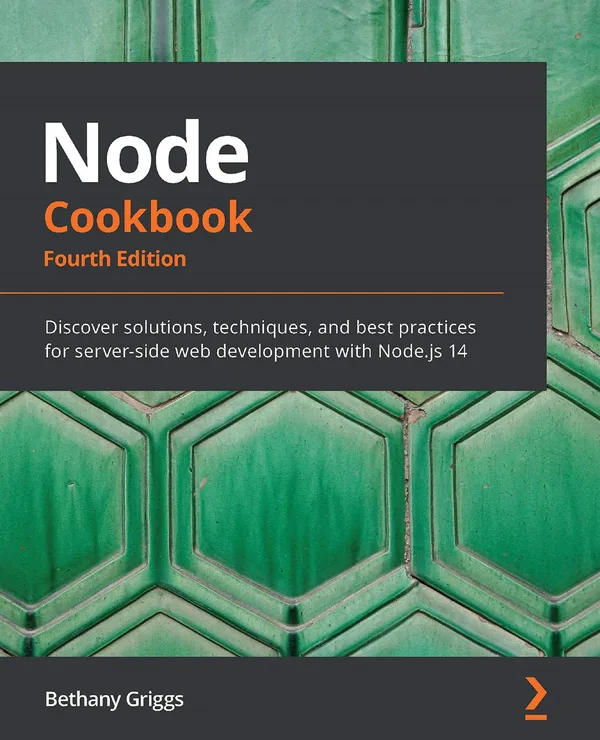 Node
Cookbook
Fourth Edition
Discover solutions, techniques, and best practices
for server-side web development with Node.js 14
Bethany Griggs